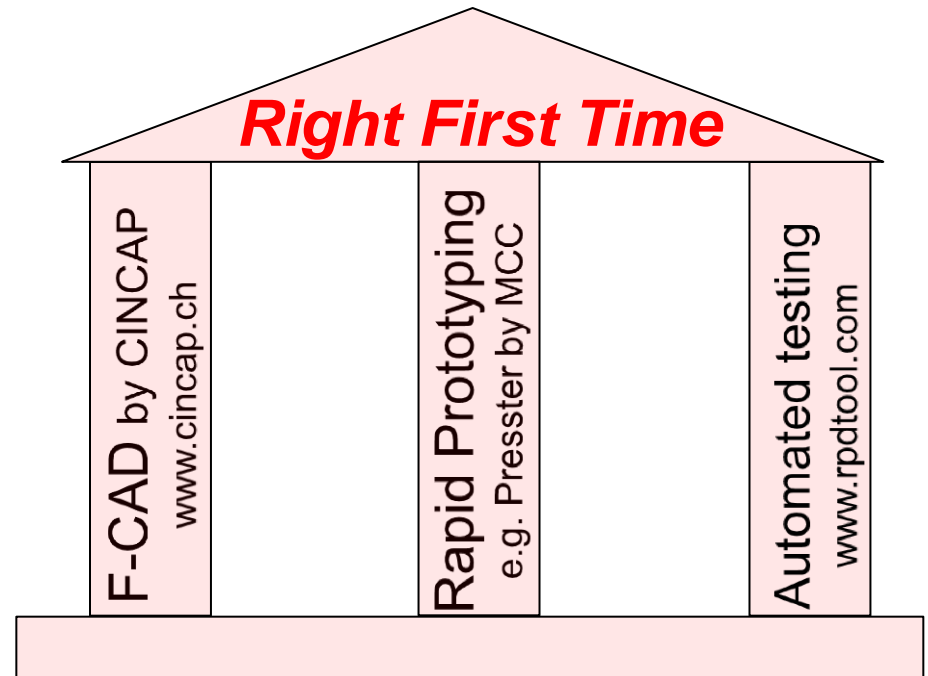 Right First Time
F-CAD by CINCAP
www.cincap.ch
Rapid Prototyping
e.g. Presster by MCC
Automated testing
www.rpdtool.com